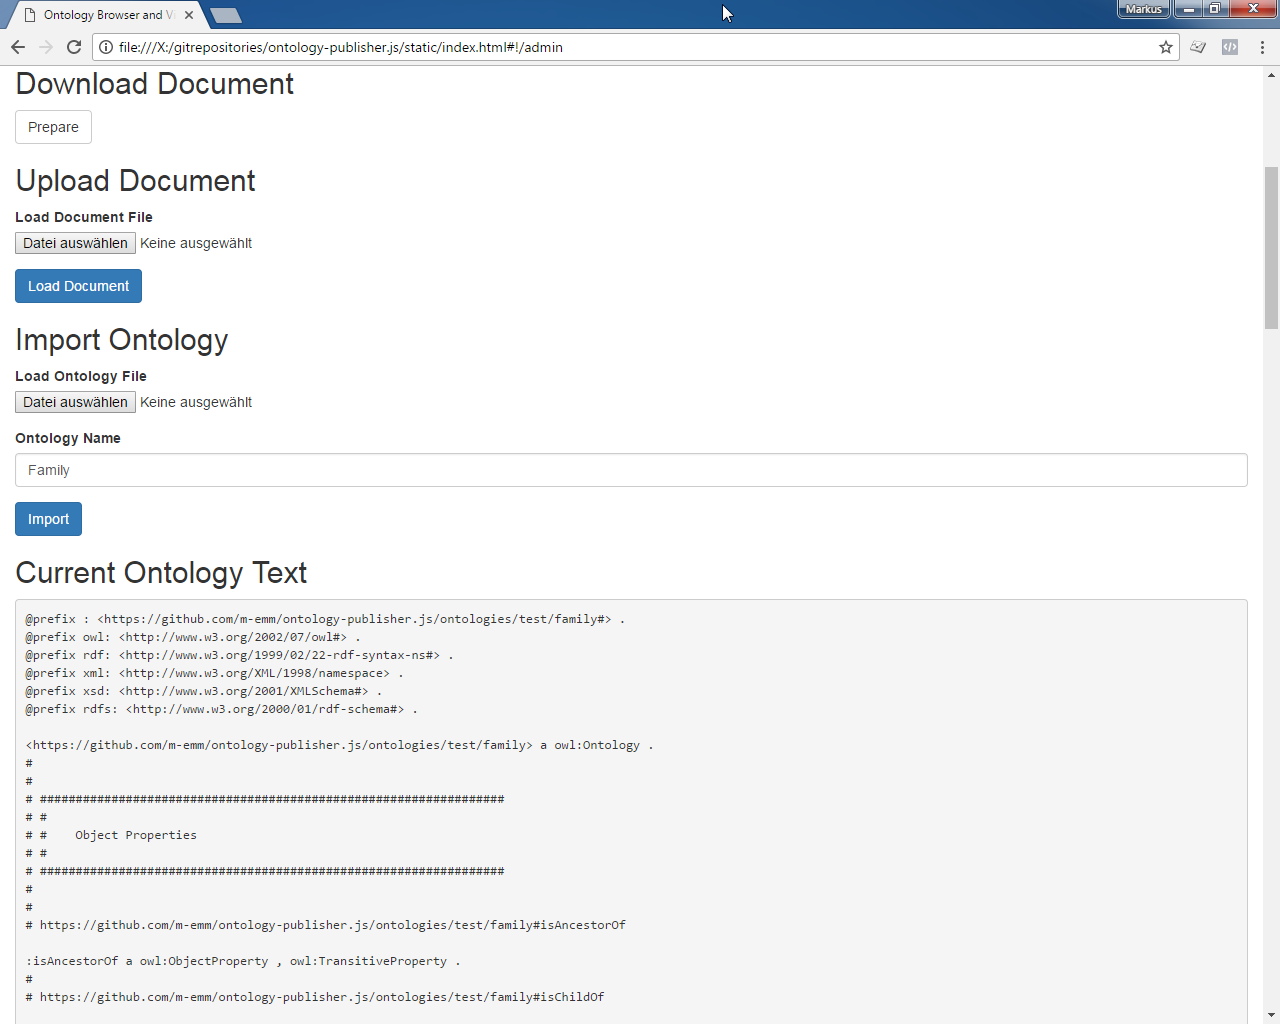 Ontology Browser and V
Markus
file:///X:/gitrepositories/ontology-publisher.js/static/index.html#!/admin
Download Document
Prepare
Upload Document
Load Document File
Datei auswählen Keine ausgewählt
Load Document
Import Ontology
Load Ontology File
Datei auswählen Keine ausgewählt
Ontology Name
Family
Import
Current Ontology Text
@prefix : <https://github.com/m-emm/ontology-publisher.js/ontologies/test/family#> .
@prefix owl: <http://www.w3.org/2002/07/owl#> .
@prefix rdf: <http://www.w3.org/1999/02/22-rdf-syntax-ns#> .
@prefix xml: <http://www.w3.org/XML/1998/namespace> .
@prefix xsd: <http://www.w3.org/2001/XMLSchema#> .
@prefix rdfs: <http://www.w3.org/2000/01/rdf-schema#> .
<https://github.com/m-emm/ontology-publisher.js/ontologies/test/family> a owl:Ontology .
#
#
# #################################################################
# #
# #    Object Properties
# #
# #################################################################
#
#
# https://github.com/m-emm/ontology-publisher.js/ontologies/test/family#isAncestorOf
:isAncestorOf a owl:ObjectProperty , owl:TransitiveProperty .
#
# https://github.com/m-emm/ontology-publisher.js/ontologies/test/family#isChildOf